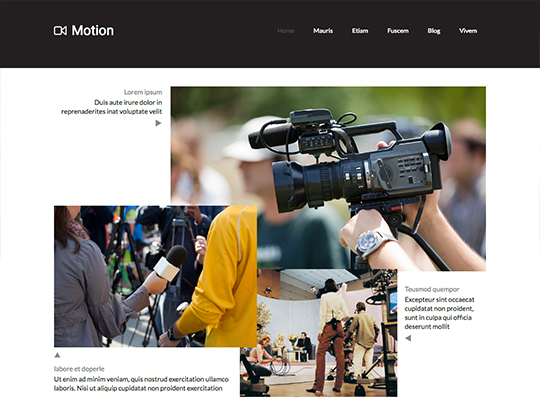 Motion
Home Mauris Etiam Fuscem Blog Vivem
Lorem ipsum
Duis aute irure dolor in
reprenaderites inat voluptate velit
Teusmod quempor
Excepteur sint occaecat
cupidatat non proident,
sunt in culpa qui officia
deserunt mollit
labore et doperle
Ut enim ad minim veniam, quis nostrud exercitation ullamco
laboris. Nisi ut aliquip cupidatat non proident exercitation